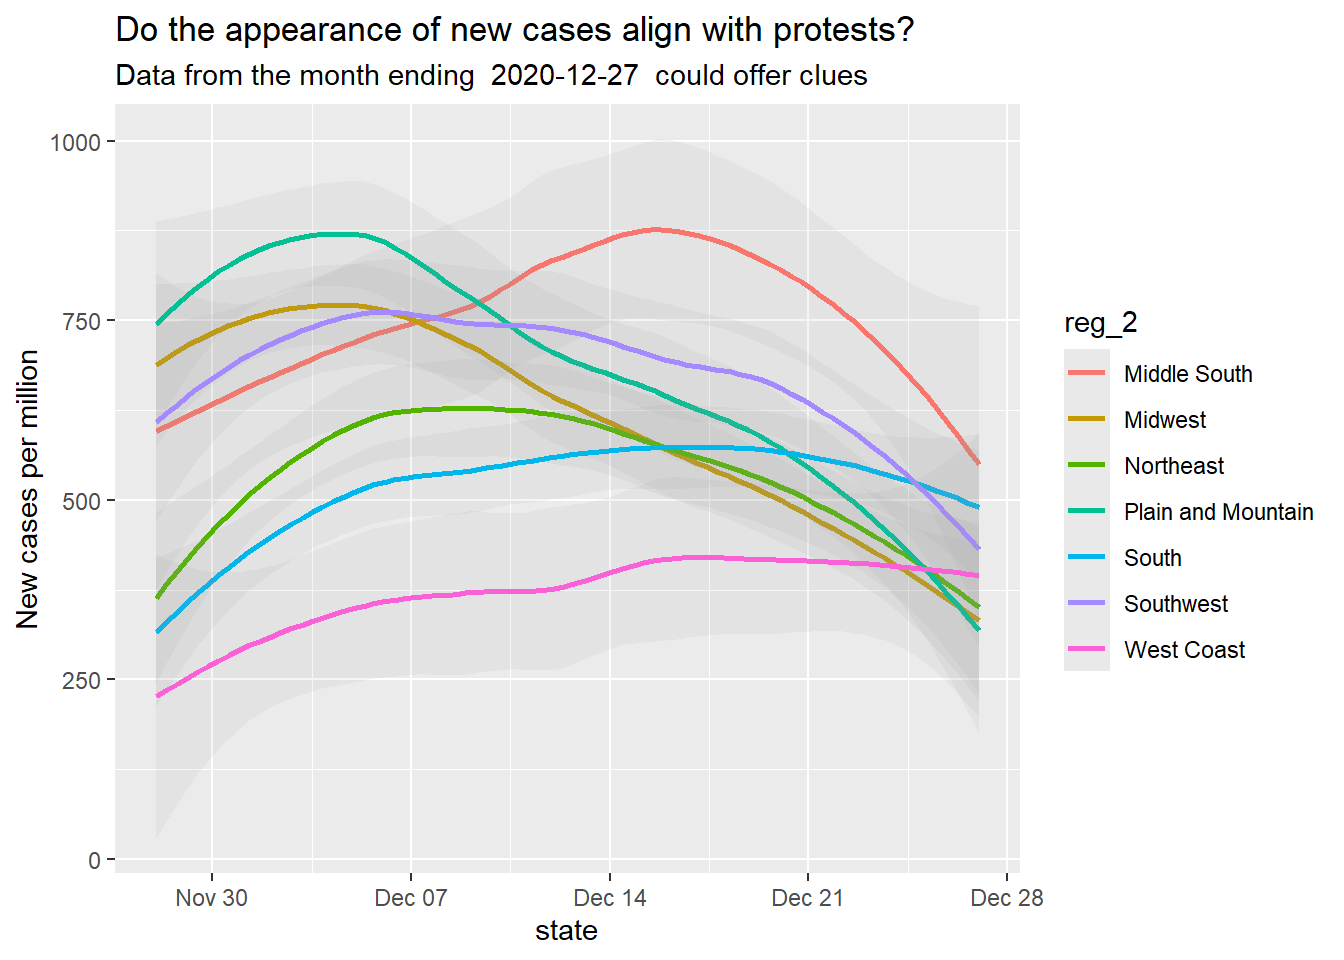 Do the appearance of new cases align with protests?
Data from the month ending  2020-12-27  could offer clues
New cases per million
1000
750
500
250
0
Nov 30
Dec 07
Dec 14
Dec 21
Dec 28
state
reg_2
Middle South
Midwest
Northeast
Plain and Mountain
South
Southwest
West Coast